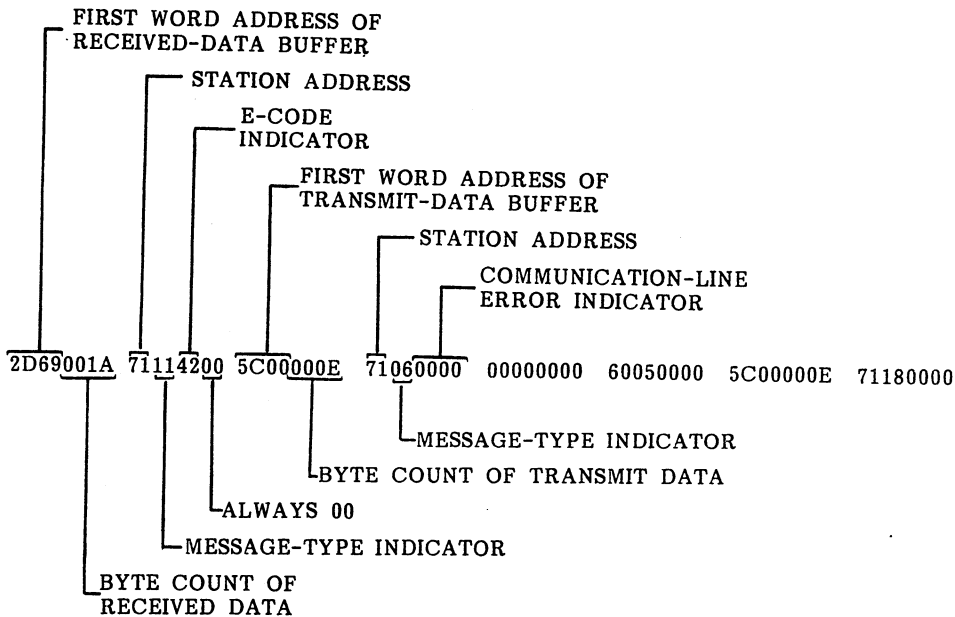 FIRST WORD ADDRESS OF
RECEIVED-DATA BUFFER
STATION ADDRESS
E-CODE
INDICATOR
FIRST WORD ADDRESS OF
TRANSMIT-DATA BUFFER
STATION ADDRESS
COMMUNICATION-LINE
ERROR INDICATOR
2D69001A 71114200 5C00000E 71060000 00000000 60050000 5C00000E 71180000
MESSAGE-TYPE INDICATOR
BYTE COUNT OF TRANSMIT DATA
ALWAYS 00
MESSAGE-TYPE INDICATOR
BYTE COUNT OF
RECEIVED DATA